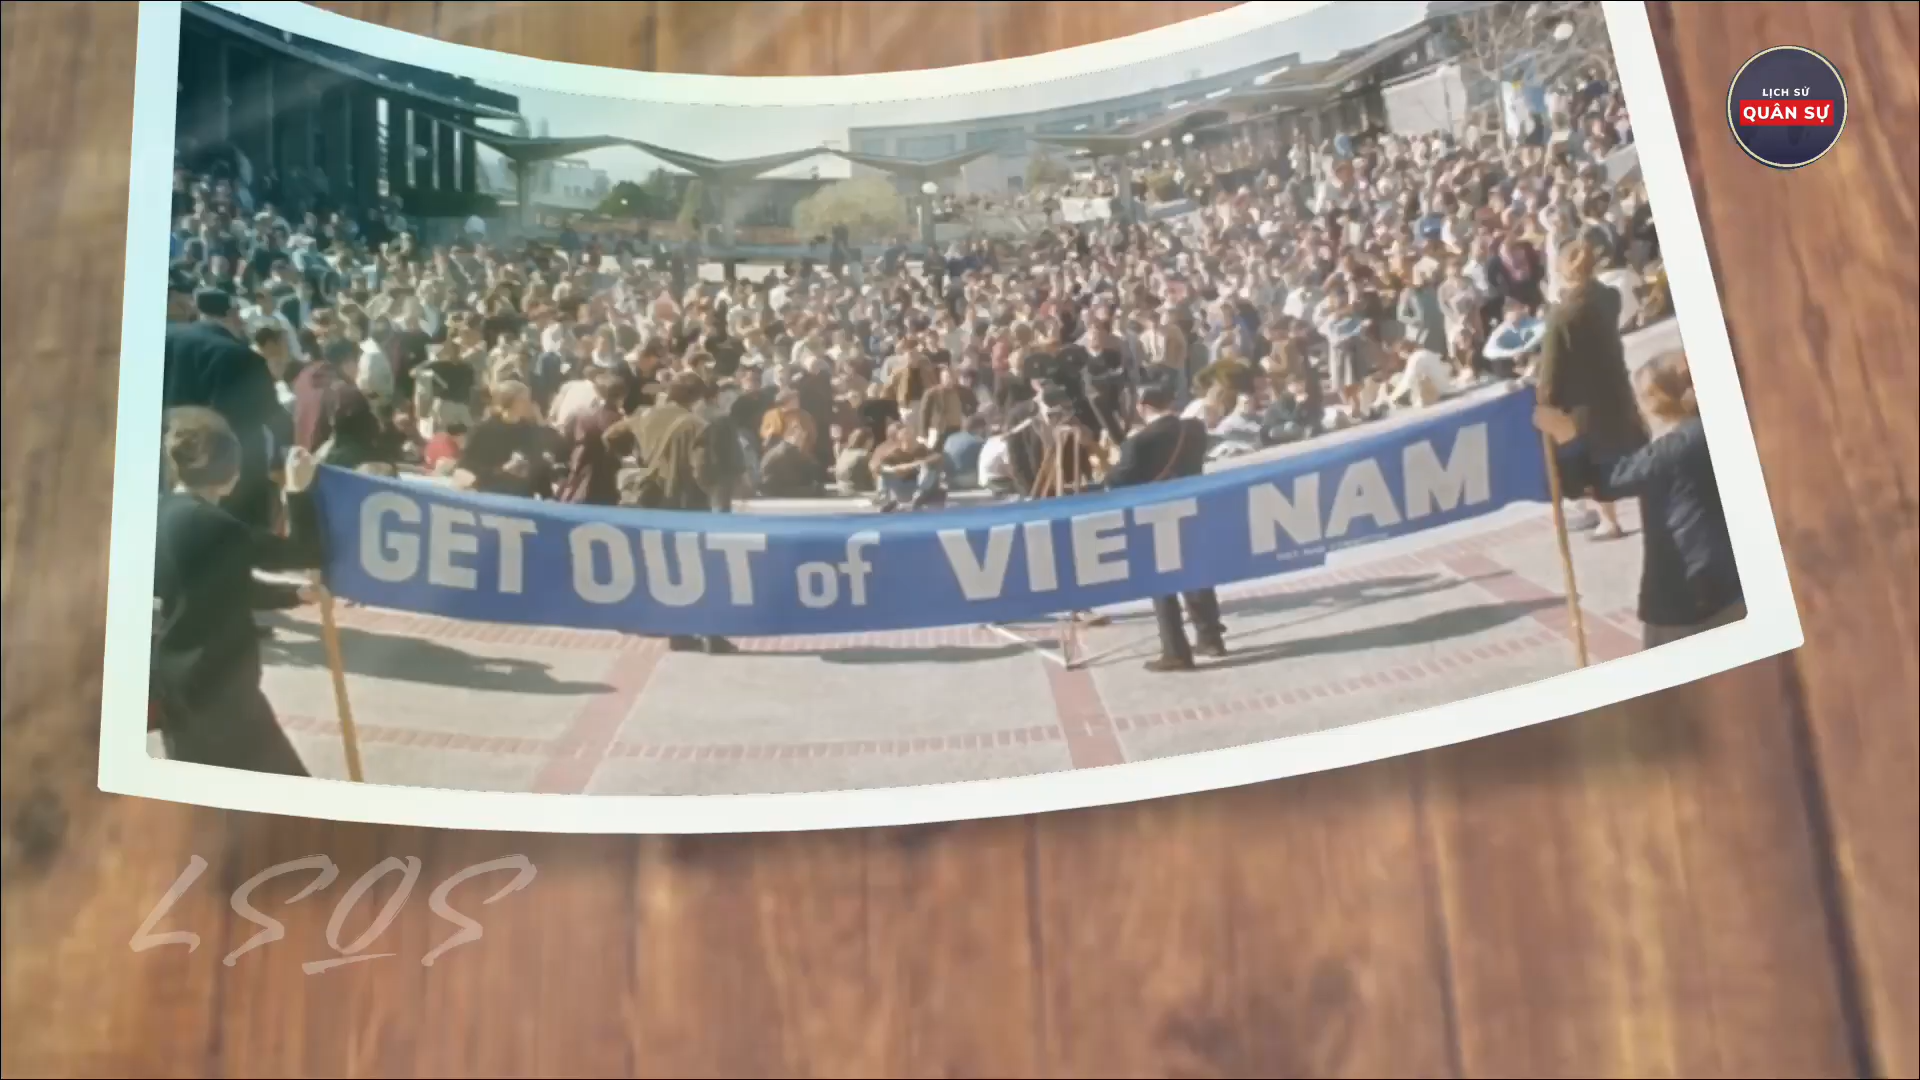 LỊCH SỬ
QUÂN SỰ
GET OUT of VIET NAM
LSQS